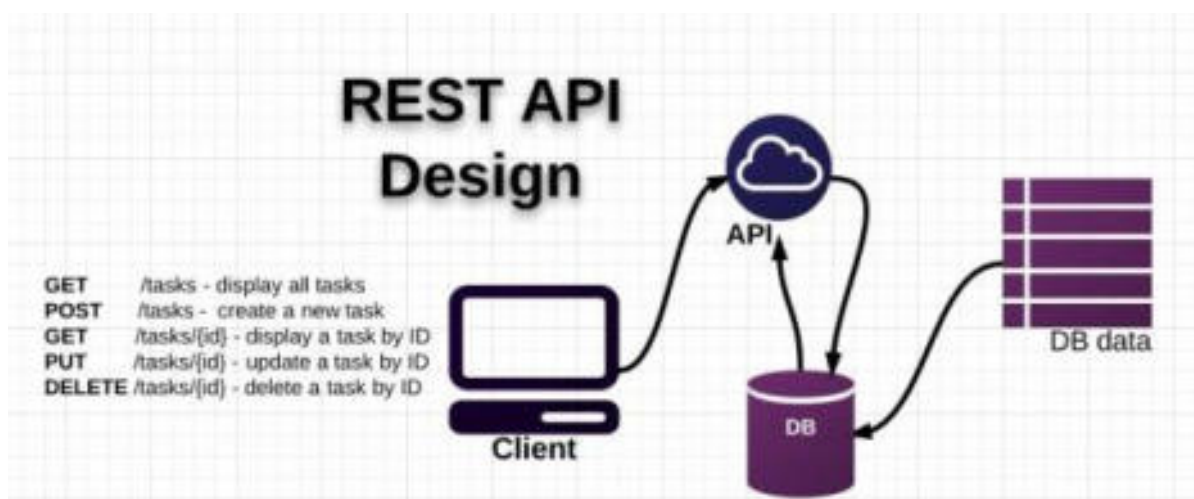 REST API
Design
API
GET /tasks - display all tasks
POST /tasks - create a new task
GET /tasks/{id} - display a task by ID
PUT /tasks/{id} - update a task by ID
DELETE /tasks/{id} - delete a task by ID
Client
DB
DB data